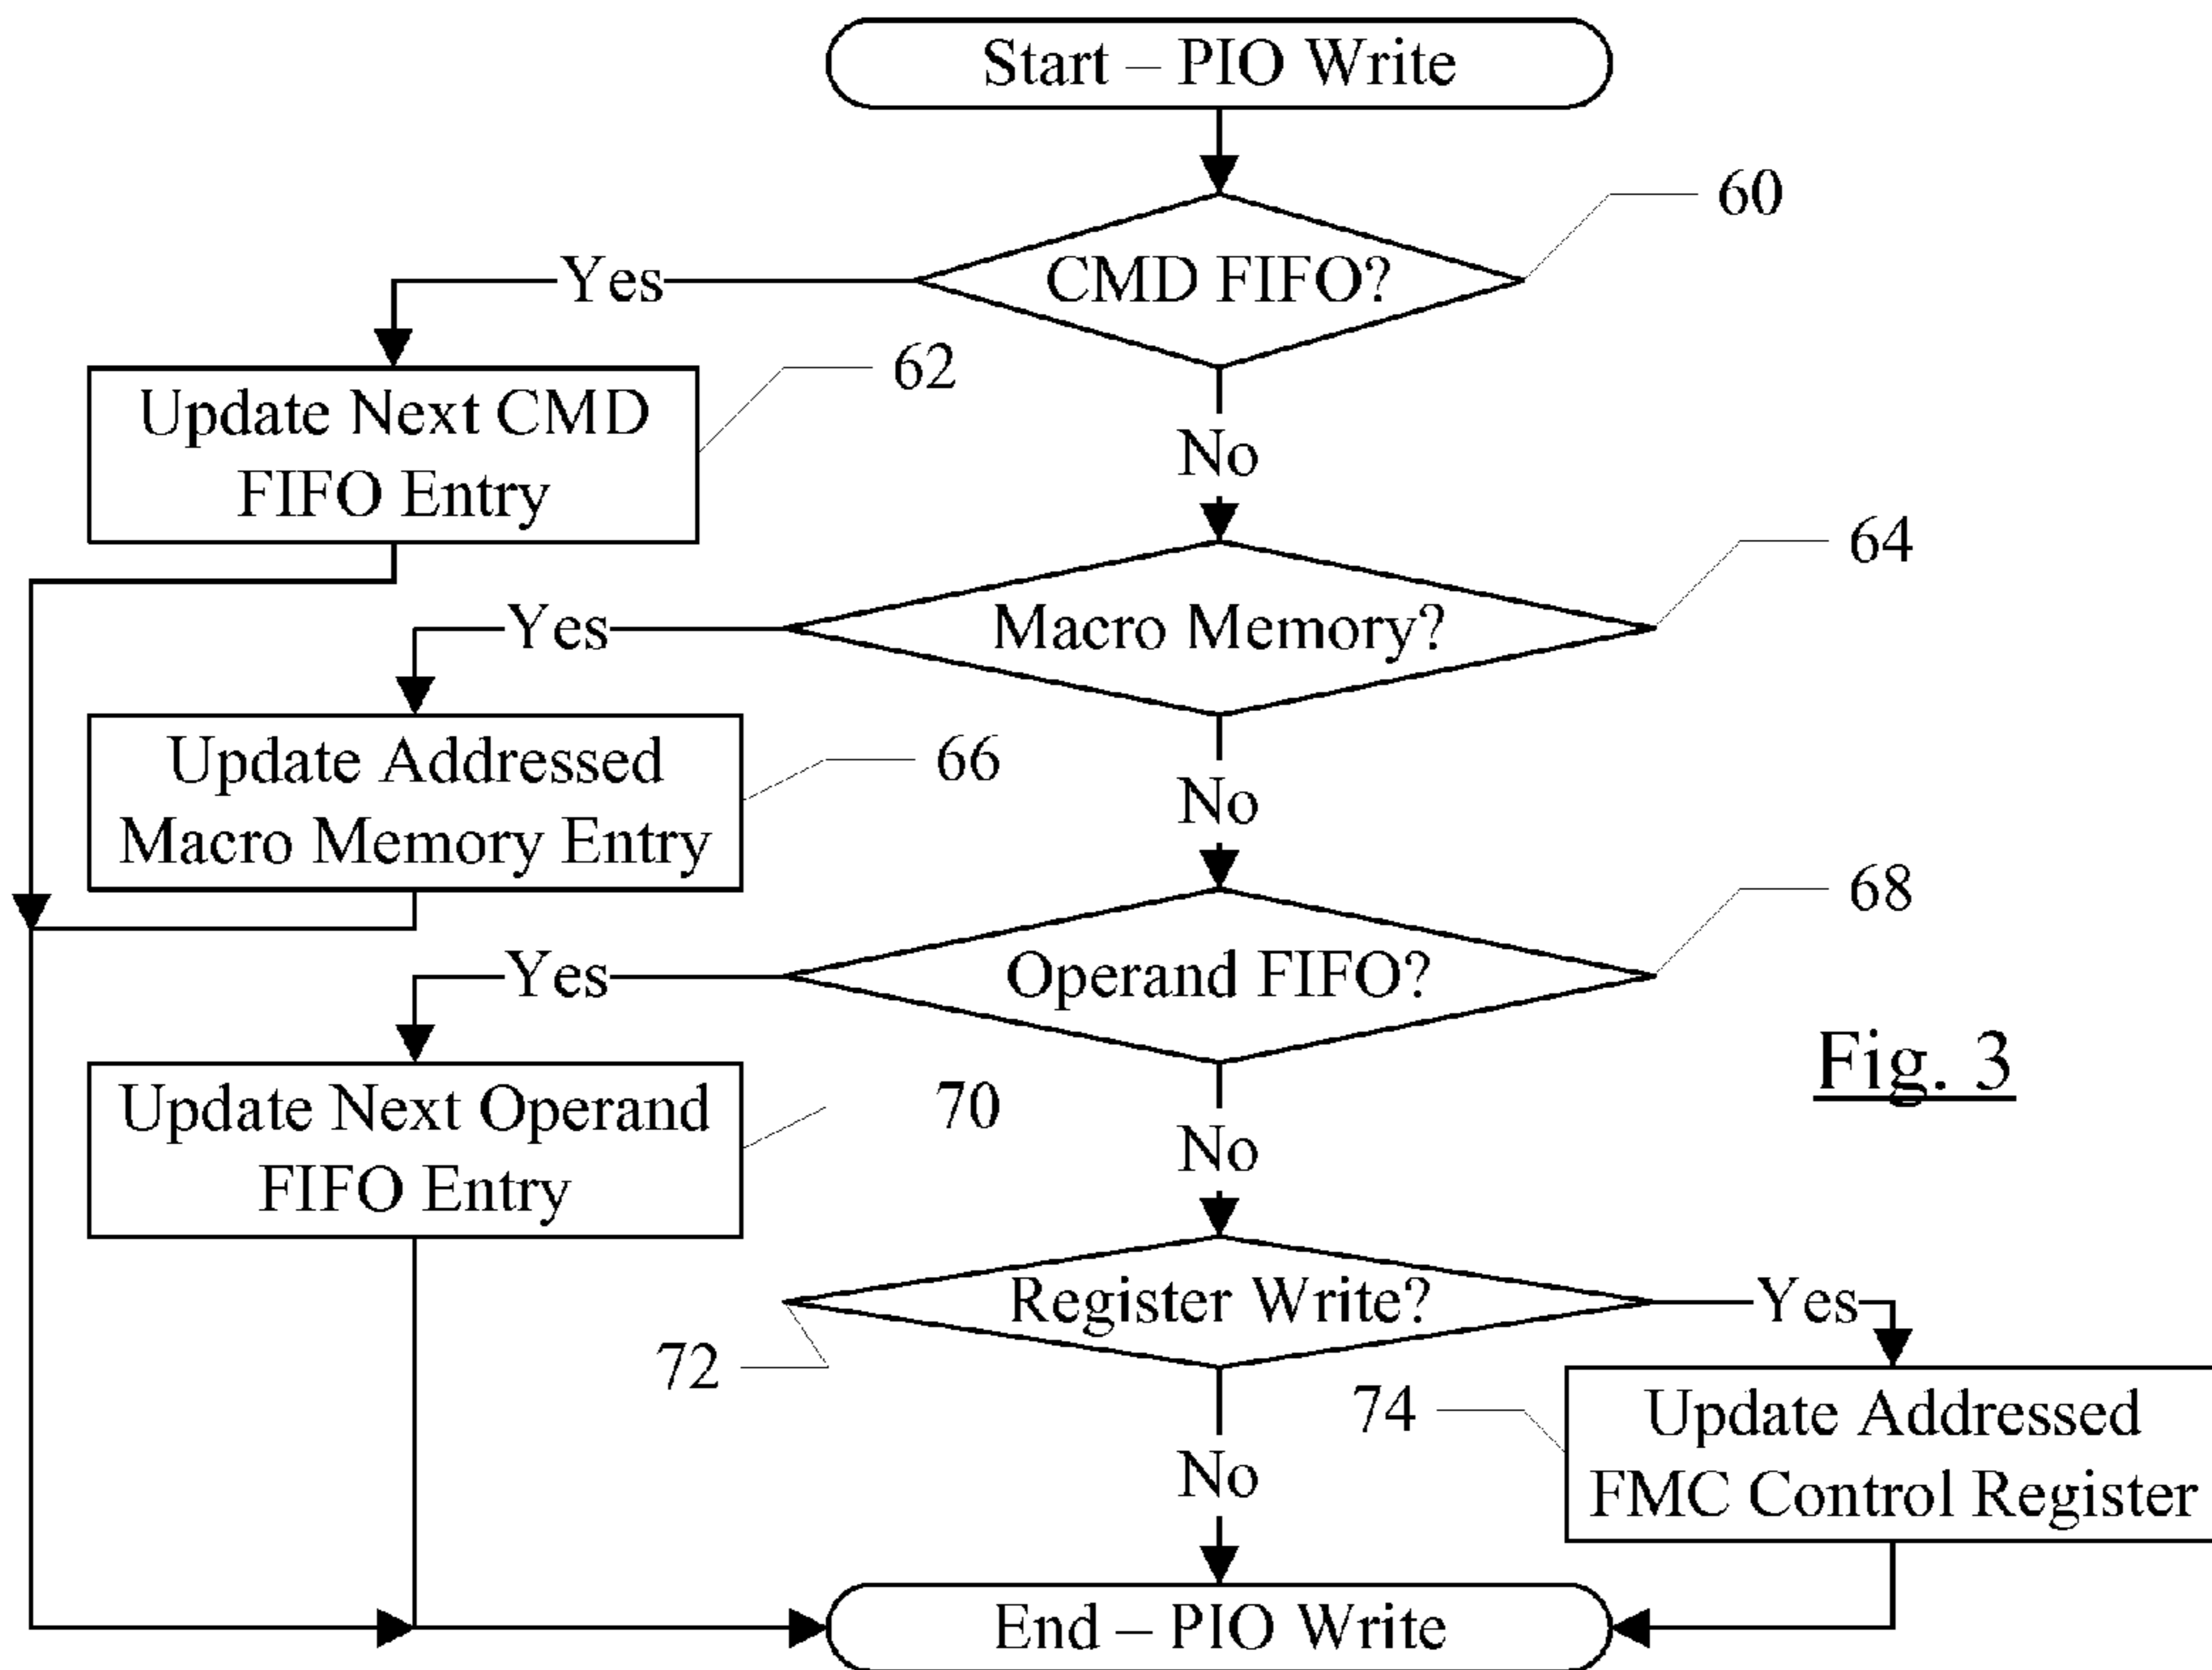 Start – PIO Write
60
CMD FIFO?
Yes
62
Update Next CMD
FIFO Entry
No
64
Macro Memory?
Yes
66
Update Addressed
Macro Memory Entry
No
68
Operand FIFO?
Yes
Fig. 3
70
Update Next Operand
FIFO Entry
No
Register Write?
Yes
72
74
Update Addressed
FMC Control Register
No
End – PIO Write